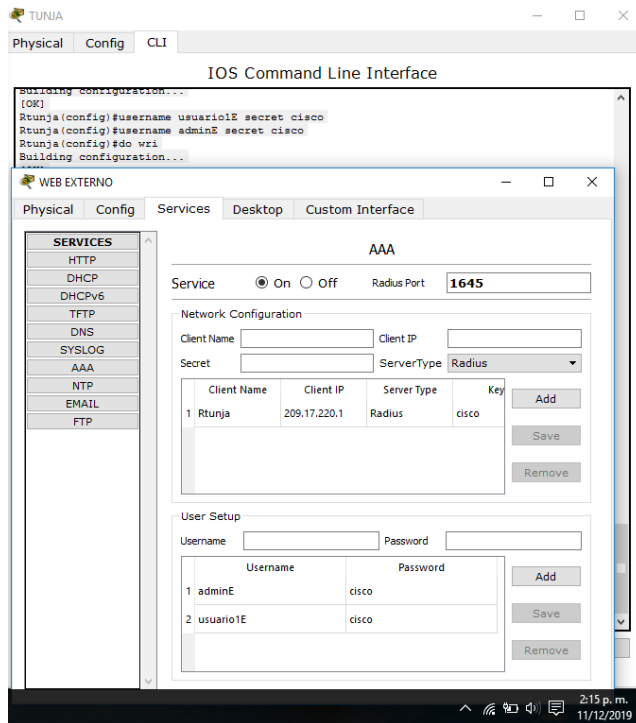 TUNJA
Physical Config CLI
IOS Command Line Interface
Building configuration...
[OK]
Rtunja(config)#username usuario1E secret cisco
Rtunja(config)#username adminE secret cisco
Rtunja(config)#do wri
Building configuration...
WEB EXTERNO
Physical Config Services Desktop Custom Interface
SERVICES
HTTP
DHCP
DHCPv6
TFTP
DNS
SYSLOG
AAA
NTP
EMAIL
FTP
AAA
Service On Off Radius Port 1645
Network Configuration
Client Name Client IP
Secret ServerType Radius
Client Name Client IP Server Type Key
1 Rtunja 209.17.220.1 Radius cisco
Add
Save
Remove
User Setup
Username Password
Username Password
1 adminE cisco
2 usuario1E cisco
Add
Save
Remove
2:15 p. m.
11/12/2019